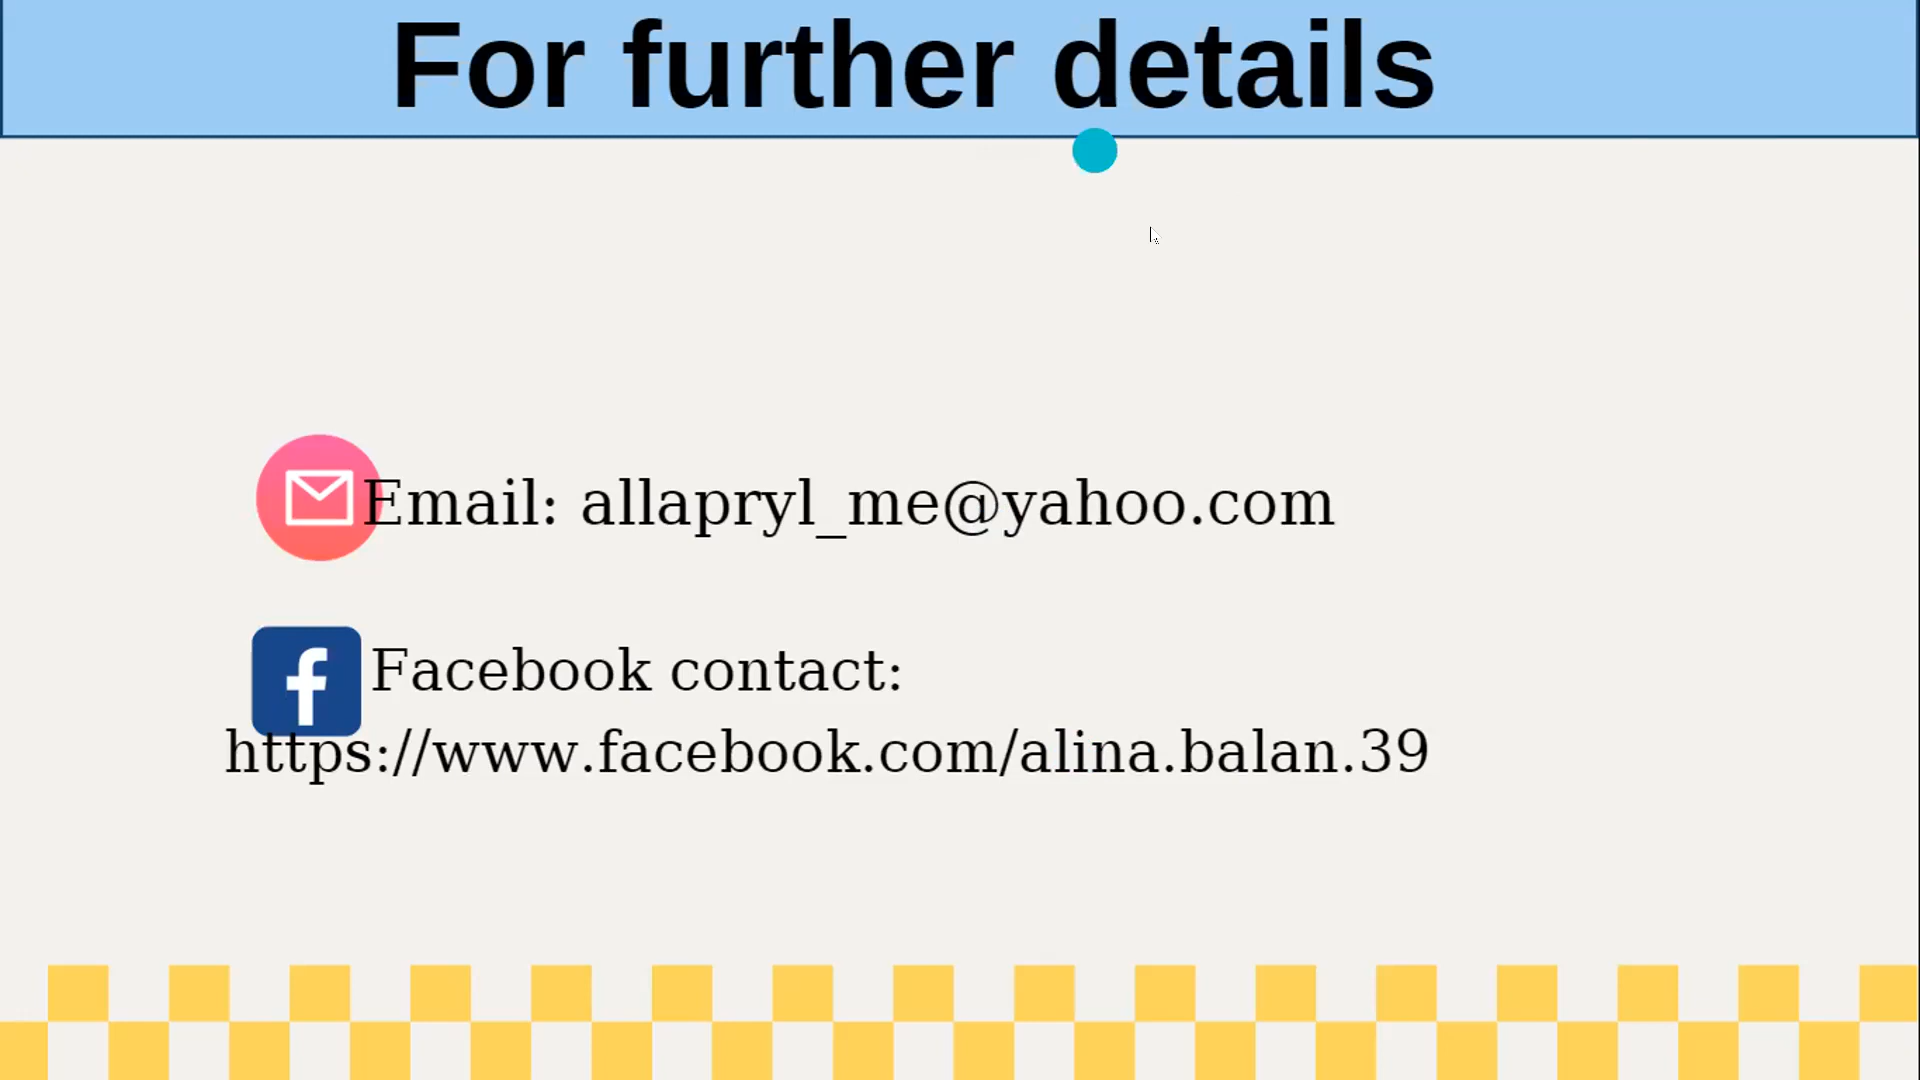 For further details
Email: allapryl_me@yahoo.com
Facebook contact:
https://www.facebook.com/alina.balan.39